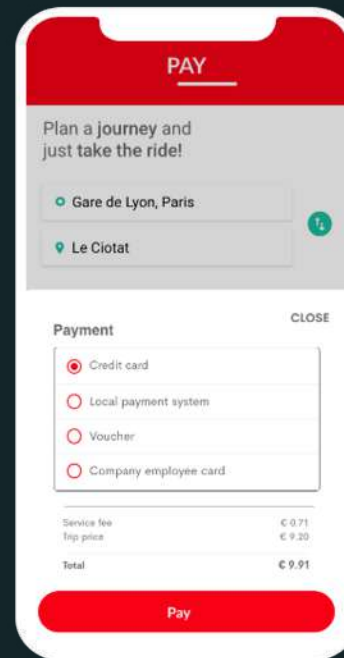 PAY
Plan a journey and
just take the ride!
Gare de Lyon, Paris
Le Ciotat
CLOSE
Payment
Credit card
Local payment system
Voucher
Company employee card
Service fee € 0.71
Trip price € 9.20
Total € 9.91
Pay